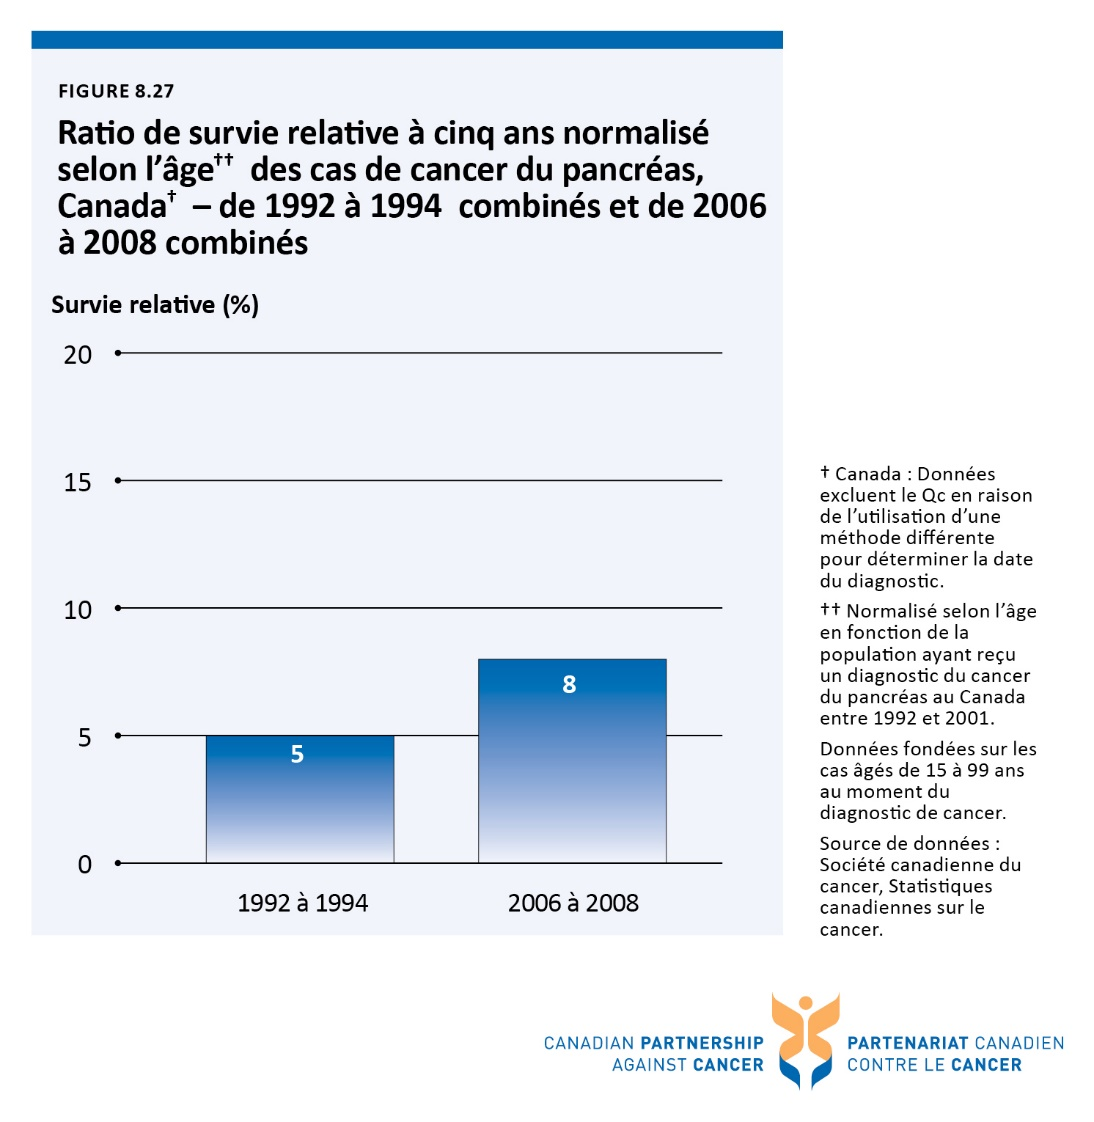 FIGURE 8.27
Ratio de survie relative à cinq ans normalisé
selon l’âge†† des cas de cancer du pancréas,
Canada† – de 1992 à 1994 combinés et de 2006
à 2008 combinés
Survie relative (%)
20
15
10
5
0
5
8
1992 à 1994
2006 à 2008
† Canada : Données
excluent le Qc en raison
de l’utilisation d’une
méthode différente
pour déterminer la date
du diagnostic.
†† Normalisé selon l’âge
en fonction de la
population ayant reçu
un diagnostic du cancer
du pancréas au Canada
entre 1992 et 2001.
Données fondées sur les
cas âgés de 15 à 99 ans
au moment du
diagnostic de cancer.
Source de données :
Société canadienne du
cancer, Statistiques
canadiennes sur le
cancer.
CANADIAN PARTNERSHIP
AGAINST CANCER
PARTENARIAT CANADIEN
CONTRE LE CANCER